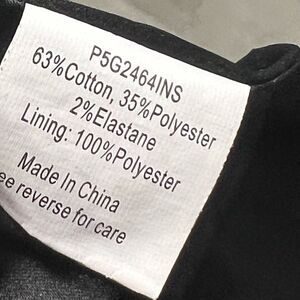 P5G2464INS
63%Cotton, 35%Polyester
2%Elastane
Lining: 100%Polyester
Made In China
ee reverse for care